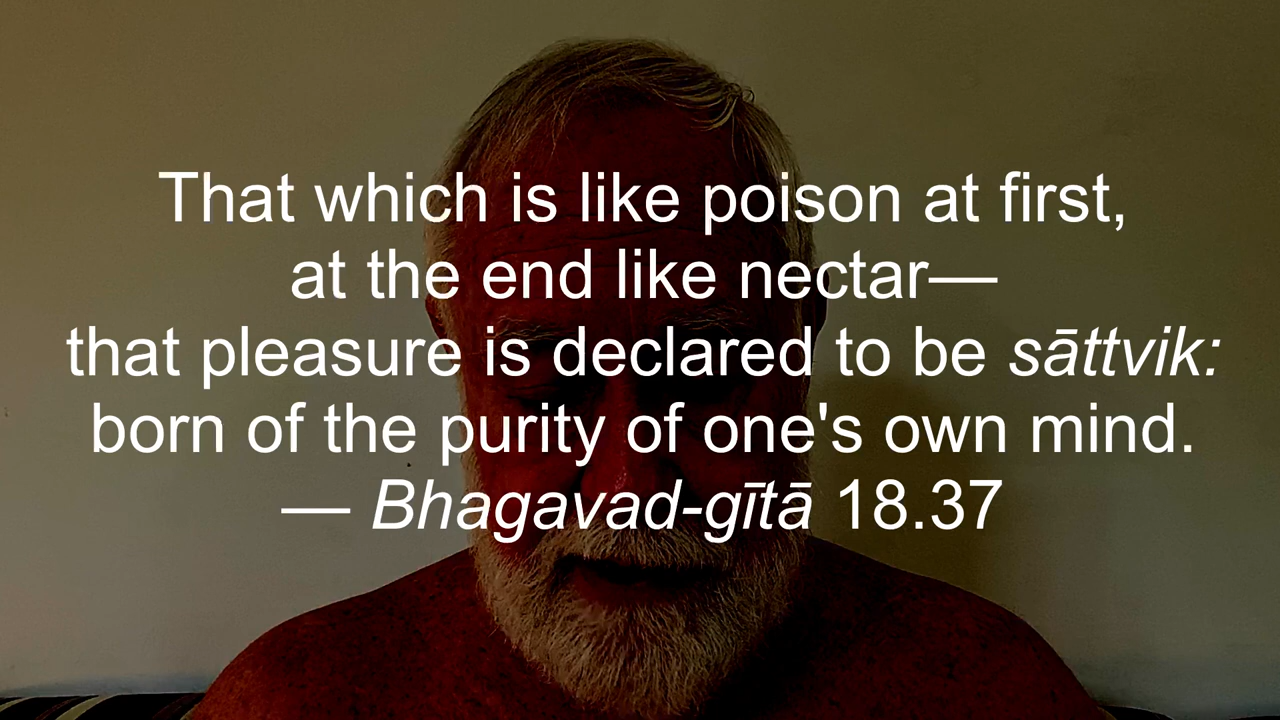 That which is like poison at first,
at the end like nectar—
that pleasure is declared to be sāttvik:
born of the purity of one's own mind.
— Bhagavad-gītā 18.37